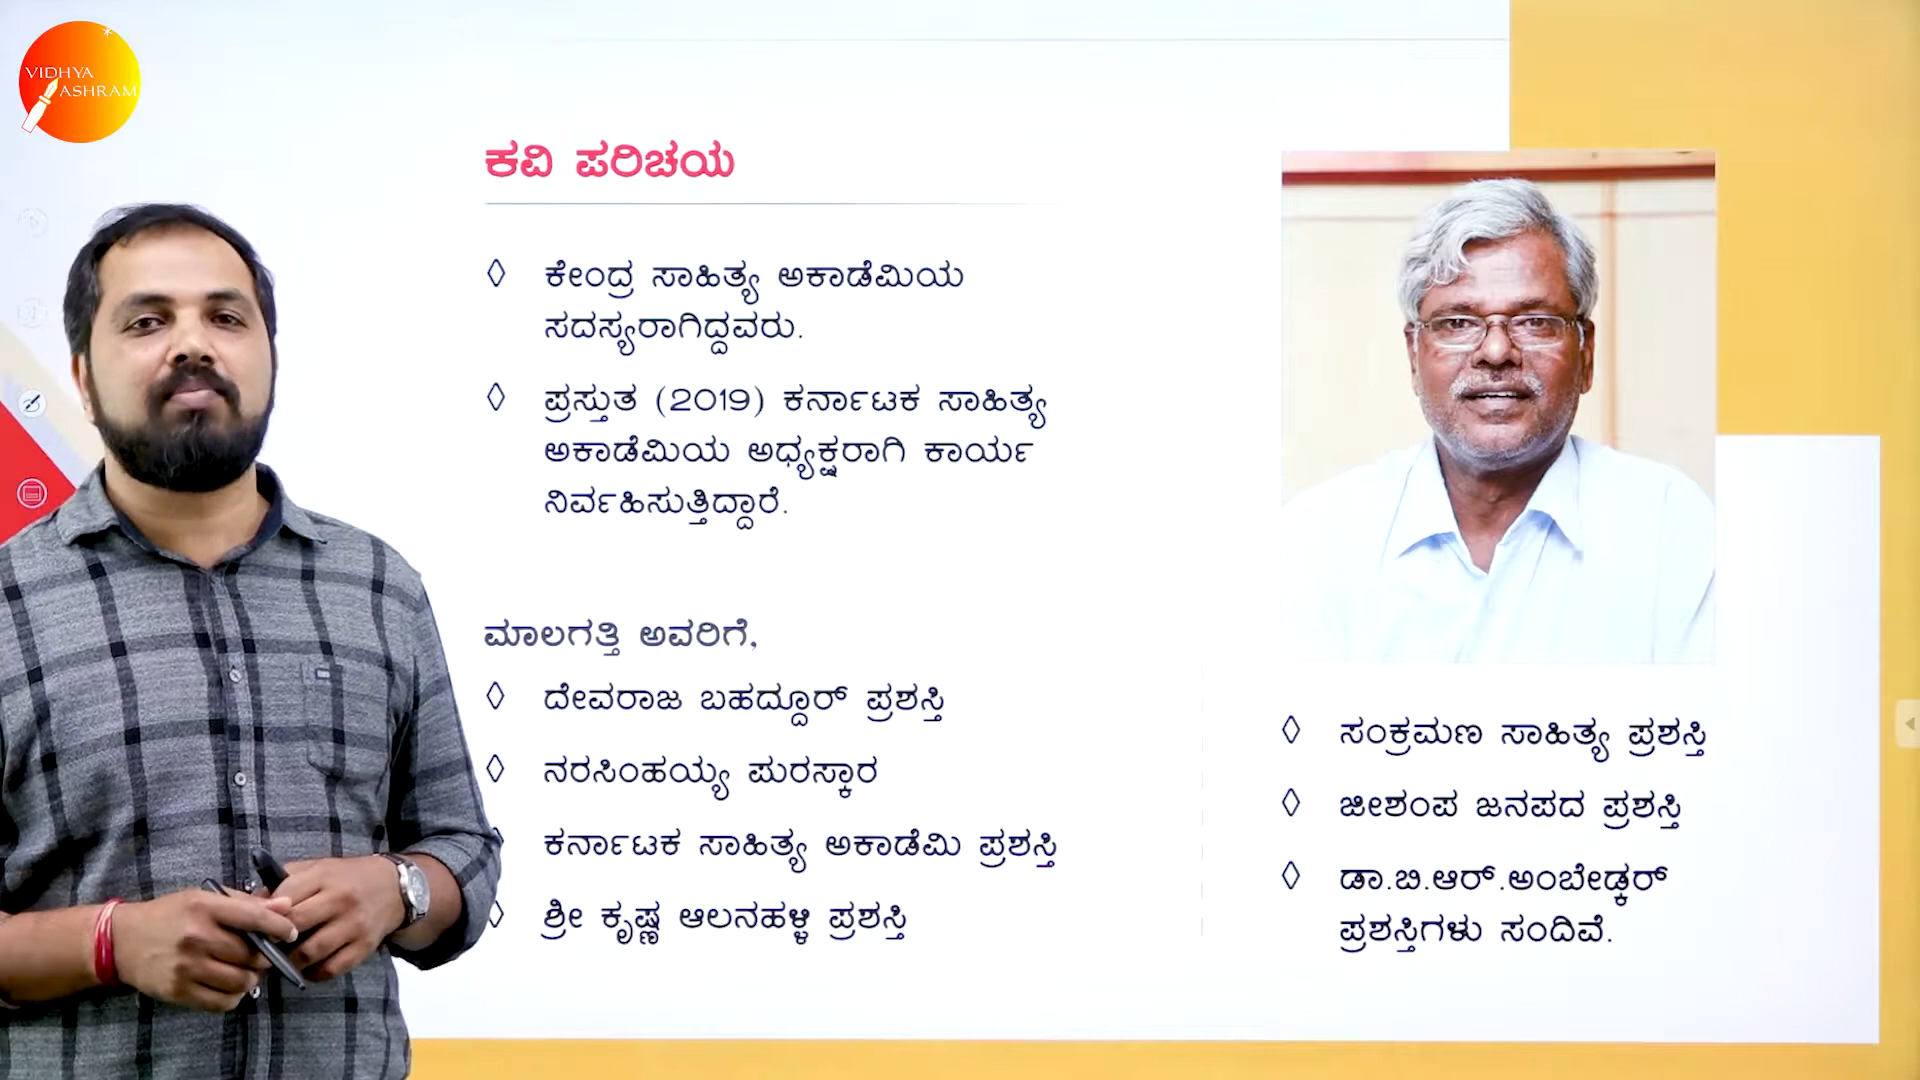 VIDHYA
ASHRAM
ಕವಿ ಪರಿಚಯ
ಕೇಂದ್ರ ಸಾಹಿತ್ಯ ಅಕಾಡೆಮಿಯ
ಸದಸ್ಯರಾಗಿದ್ದವರು.
ಪ್ರಸ್ತುತ (2019) ಕರ್ನಾಟಕ ಸಾಹಿತ್ಯ
ಅಕಾಡೆಮಿಯ ಅಧ್ಯಕ್ಷರಾಗಿ ಕಾರ್ಯ
ನಿರ್ವಹಿಸುತ್ತಿದ್ದಾರೆ.
ಮಾಲಗತ್ತಿ ಅವರಿಗೆ,
ದೇವರಾಜ ಬಹದ್ದೂರ್ ಪ್ರಶಸ್ತಿ
ನರಸಿಂಹಯ್ಯ ಪುರಸ್ಕಾರ
ಕರ್ನಾಟಕ ಸಾಹಿತ್ಯ ಅಕಾಡೆಮಿ ಪ್ರಶಸ್ತಿ
ಶ್ರೀ ಕೃಷ್ಣ ಆಲನಹಳ್ಳಿ ಪ್ರಶಸ್ತಿ
ಸಂಕ್ರಮಣ ಸಾಹಿತ್ಯ ಪ್ರಶಸ್ತಿ
ಜೀಶಂಪ ಜನಪದ ಪ್ರಶಸ್ತಿ
ಡಾ.ಬಿ.ಆರ್.ಅಂಬೇಡ್ಕರ್
ಪ್ರಶಸ್ತಿಗಳು ಸಂದಿವೆ.